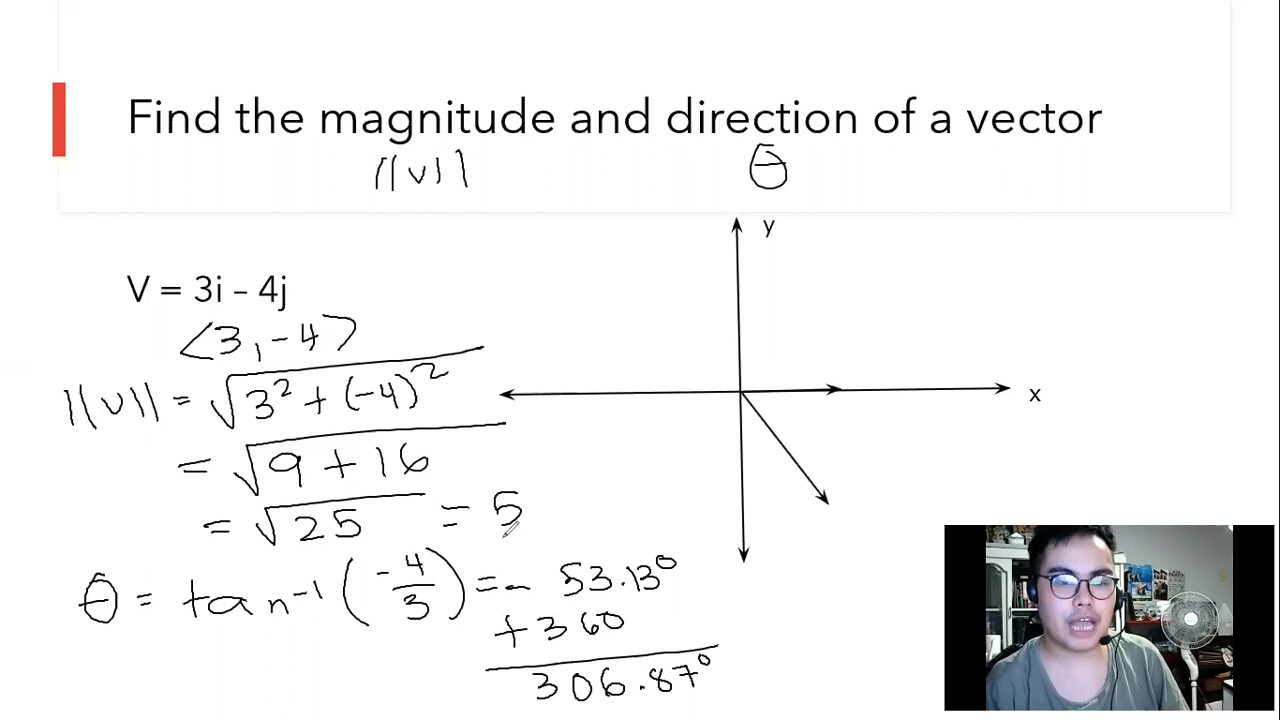 Find the magnitude and direction of a vector
||v|| θ
y
V = 3i – 4j
<3, -4>
x
||v|| = √3² + (-4)²
= √9 + 16
= √25 = 5
θ = tan⁻¹ (-4/3) = - 53.13°
+360
306.87°